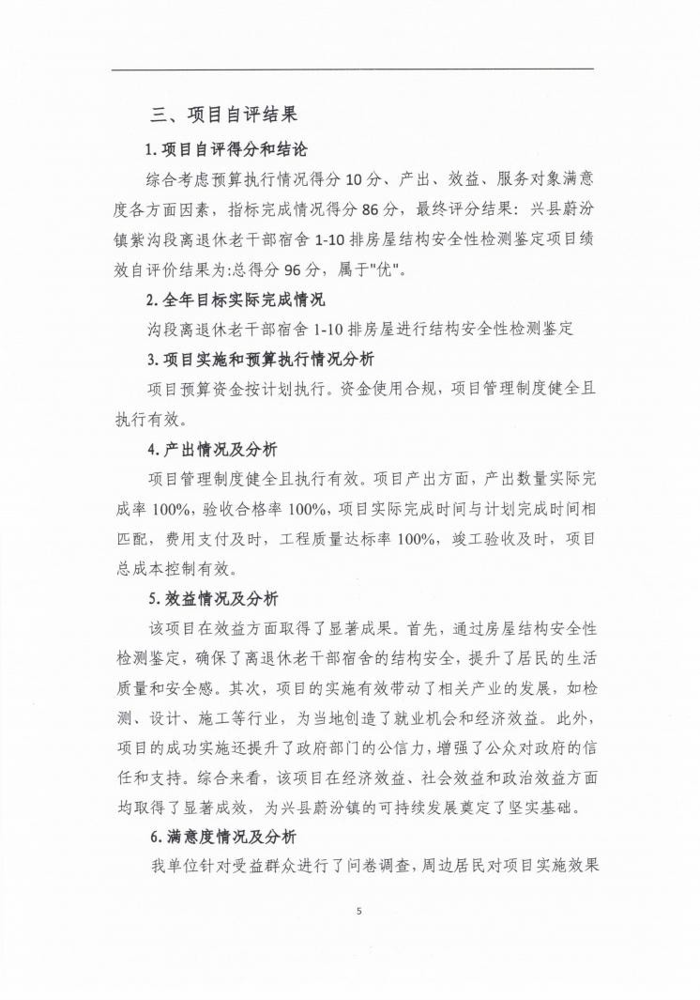 三、项目自评结果
1.项目自评得分和结论
综合考虑预算执行情况得分 10 分、产出、效益、服务对象满意
度各方面因素，指标完成情况得分 86 分，最终评分结果：兴县蔚汾
镇紫沟段离退休老干部宿舍 1-10 排房屋结构安全性检测鉴定项目绩
效自评价结果为:总得分 96 分，属于"优"。
2.全年目标实际完成情况
沟段离退休老干部宿舍 1-10 排房屋进行结构安全性检测鉴定
3.项目实施和预算执行情况分析
项目预算资金按计划执行。资金使用合规，项目管理制度健全且
执行有效。
4.产出情况及分析
项目管理制度健全且执行有效。项目产出方面，产出数量实际完
成率 100%，验收合格率 100%，项目实际完成时间与计划完成时间相
匹配，费用支付及时，工程质量达标率 100%，竣工验收及时，项目
总成本控制有效。
5.效益情况及分析
该项目在效益方面取得了显著成果。首先，通过房屋结构安全性
检测鉴定，确保了离退休老干部宿舍的结构安全，提升了居民的生活
质量和安全感。其次，项目的实施有效带动了相关产业的发展，如检
测、设计、施工等行业，为当地创造了就业机会和经济效益。此外，
项目的成功实施还提升了政府部门的公信力，增强了公众对政府的信
任和支持。综合来看，该项目在经济效益、社会效益和政治效益方面
均取得了显著成效，为兴县蔚汾镇的可持续发展奠定了坚实基础。
6.满意度情况及分析
我单位针对受益群众进行了问卷调查，周边居民对项目实施效果
5